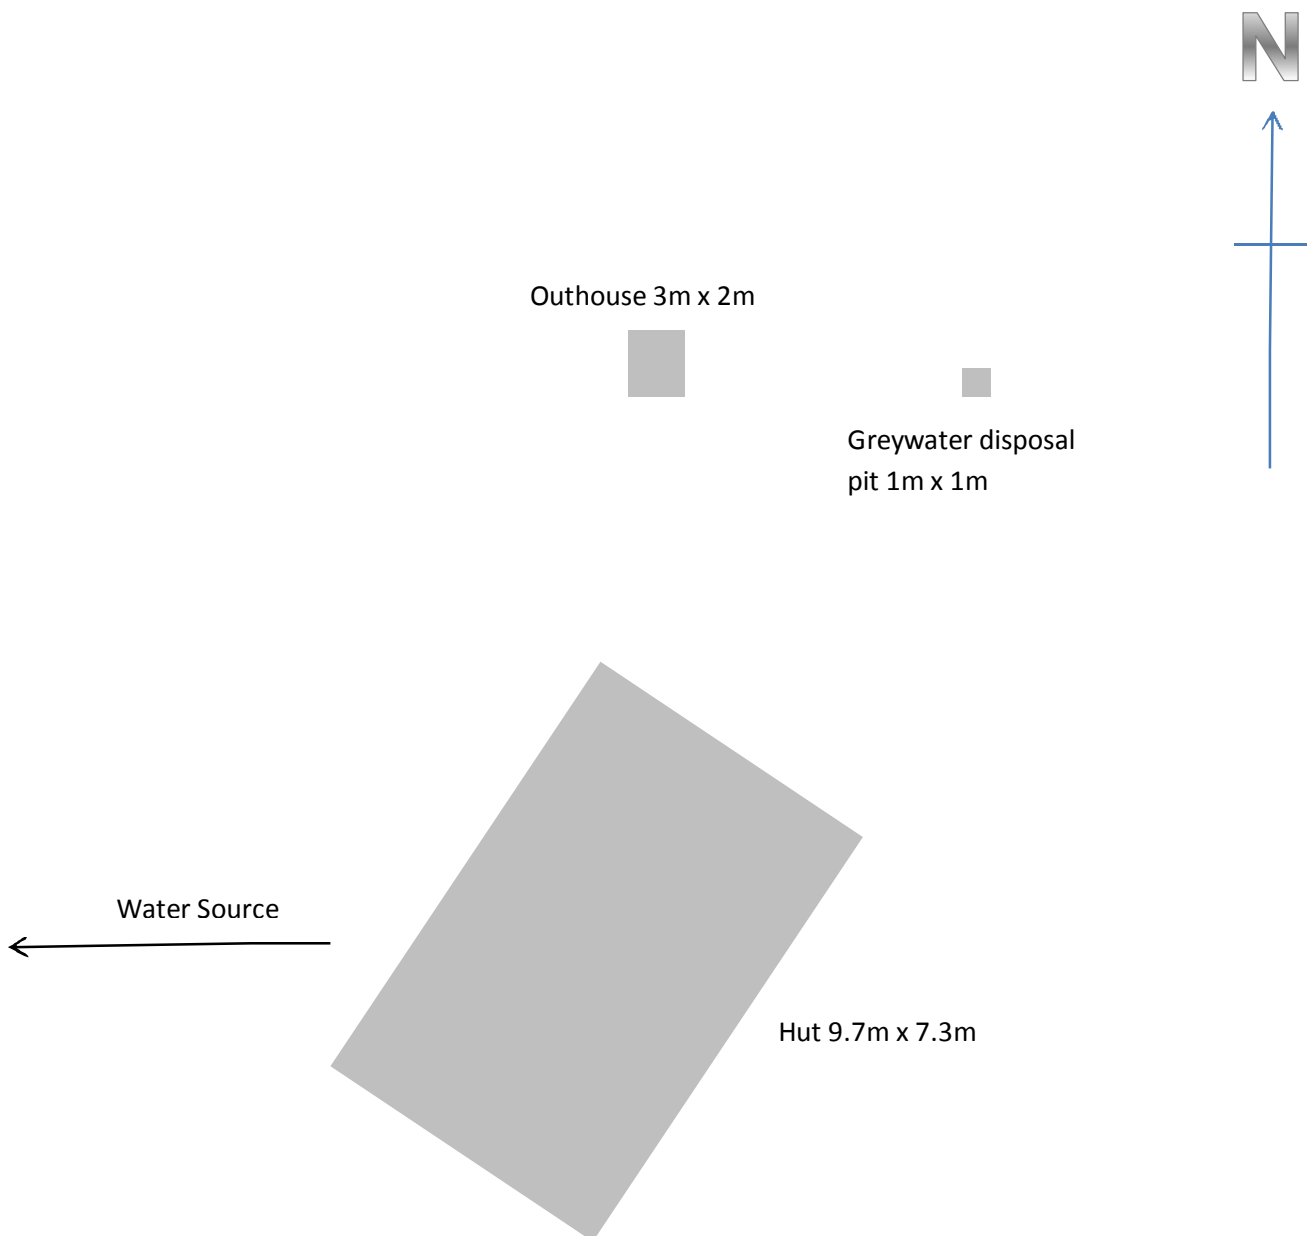 N
Outhouse 3m x 2m
Greywater disposal
pit 1m x 1m
Water Source
Hut 9.7m x 7.3m